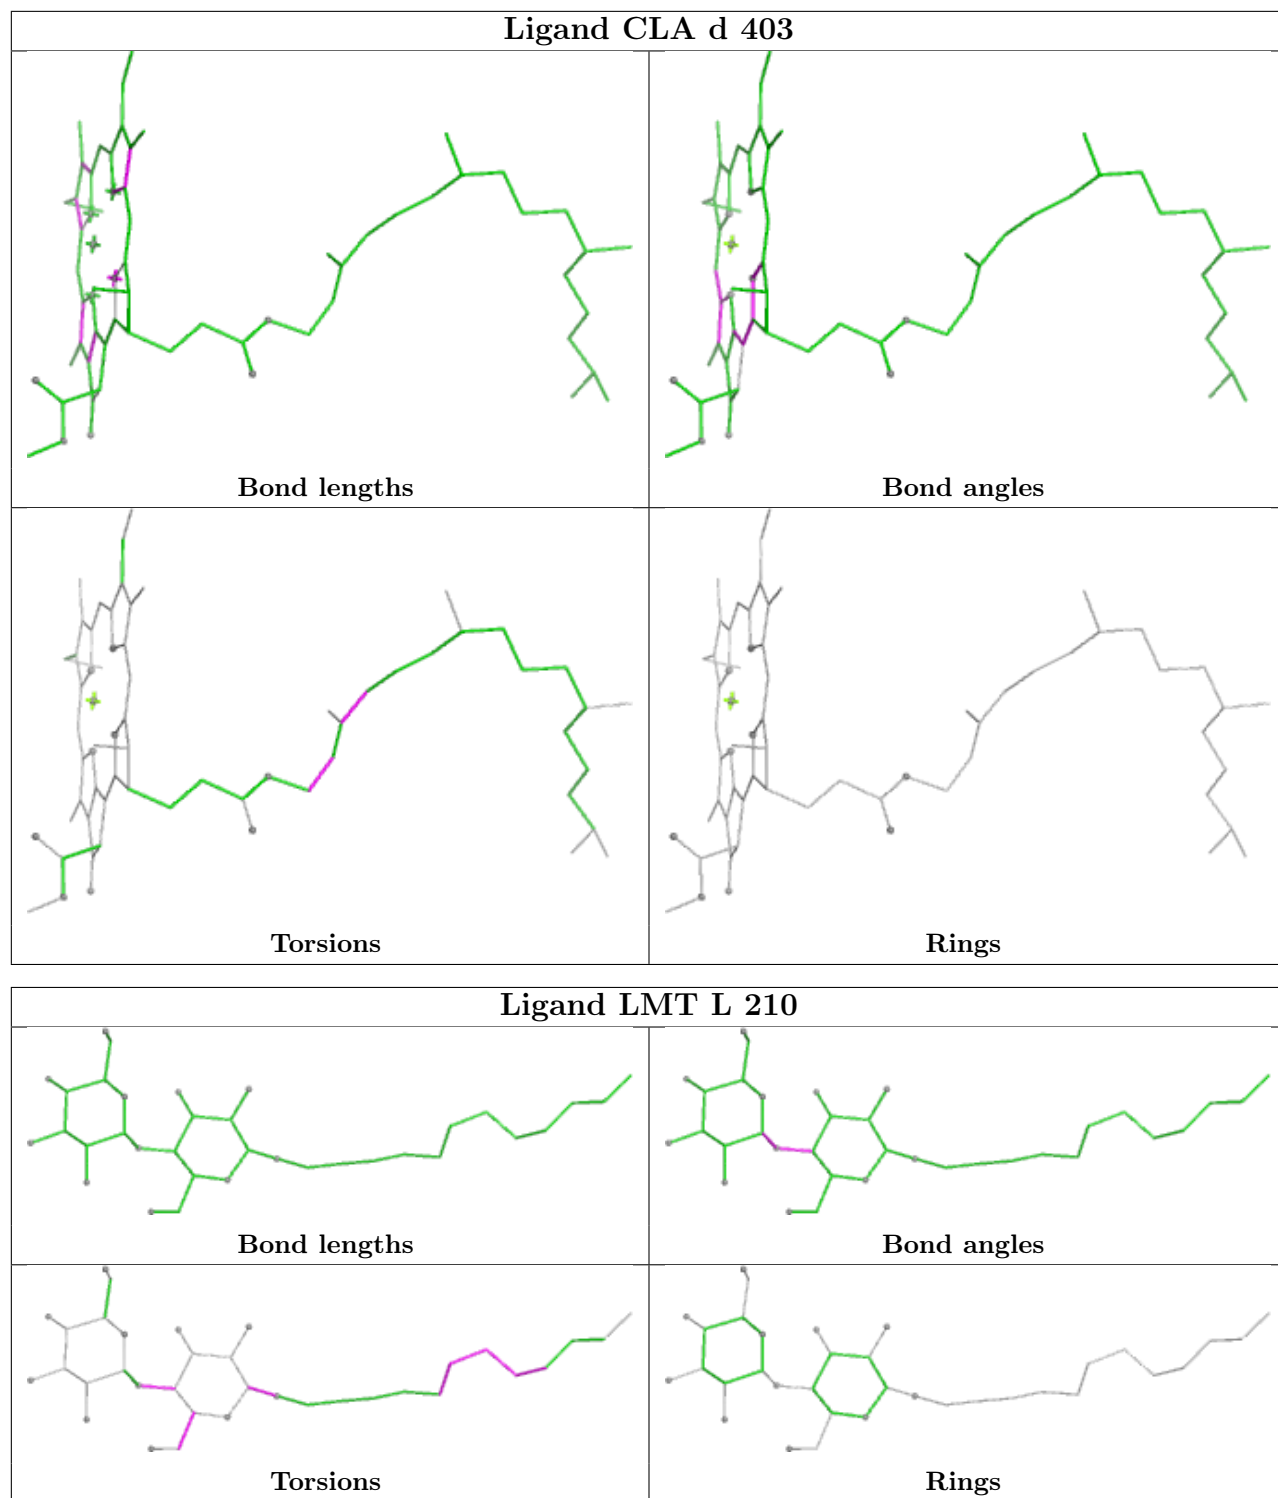 Ligand CLA d 403
Bond lengths
Bond angles
Torsions
Rings
Ligand LMT L 210
Bond lengths
Bond angles
Torsions
Rings